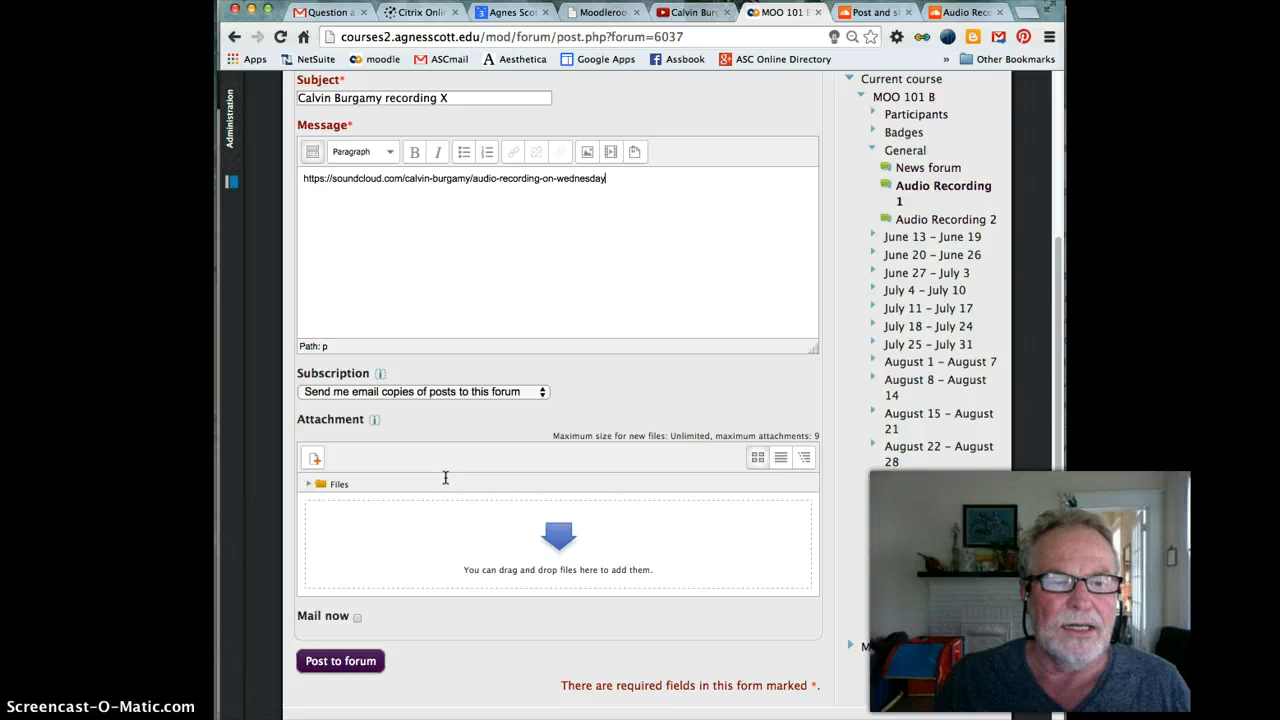 Question a
Citrix Onlin
Agnes Scot
Moodleroo
Calvin Burg
MOO 101 B
Post and s
Audio Reco
courses2.agnesscott.edu/mod/forum/post.php?forum=6037
Apps
NetSuite
moodle
ASCmail
Aesthetica
Google Apps
Assbook
ASC Online Directory
»
Other Bookmarks
Administration
Subject*
Calvin Burgamy recording X
Message*
Paragraph
B
I
https://soundcloud.com/calvin-burgamy/audio-recording-on-wednesday
Path: p
Subscription
Send me email copies of posts to this forum
Attachment
Maximum size for new files: Unlimited, maximum attachments: 9
Files
You can drag and drop files here to add them.
Mail now
Post to forum
There are required fields in this form marked *.
Current course
MOO 101 B
Participants
Badges
General
News forum
Audio Recording
1
Audio Recording 2
June 13 – June 19
June 20 – June 26
June 27 – July 3
July 4 – July 10
July 11 – July 17
July 18 – July 24
July 25 – July 31
August 1 – August 7
August 8 – August
14
August 15 – August
21
August 22 – August
28
Screencast-O-Matic.com